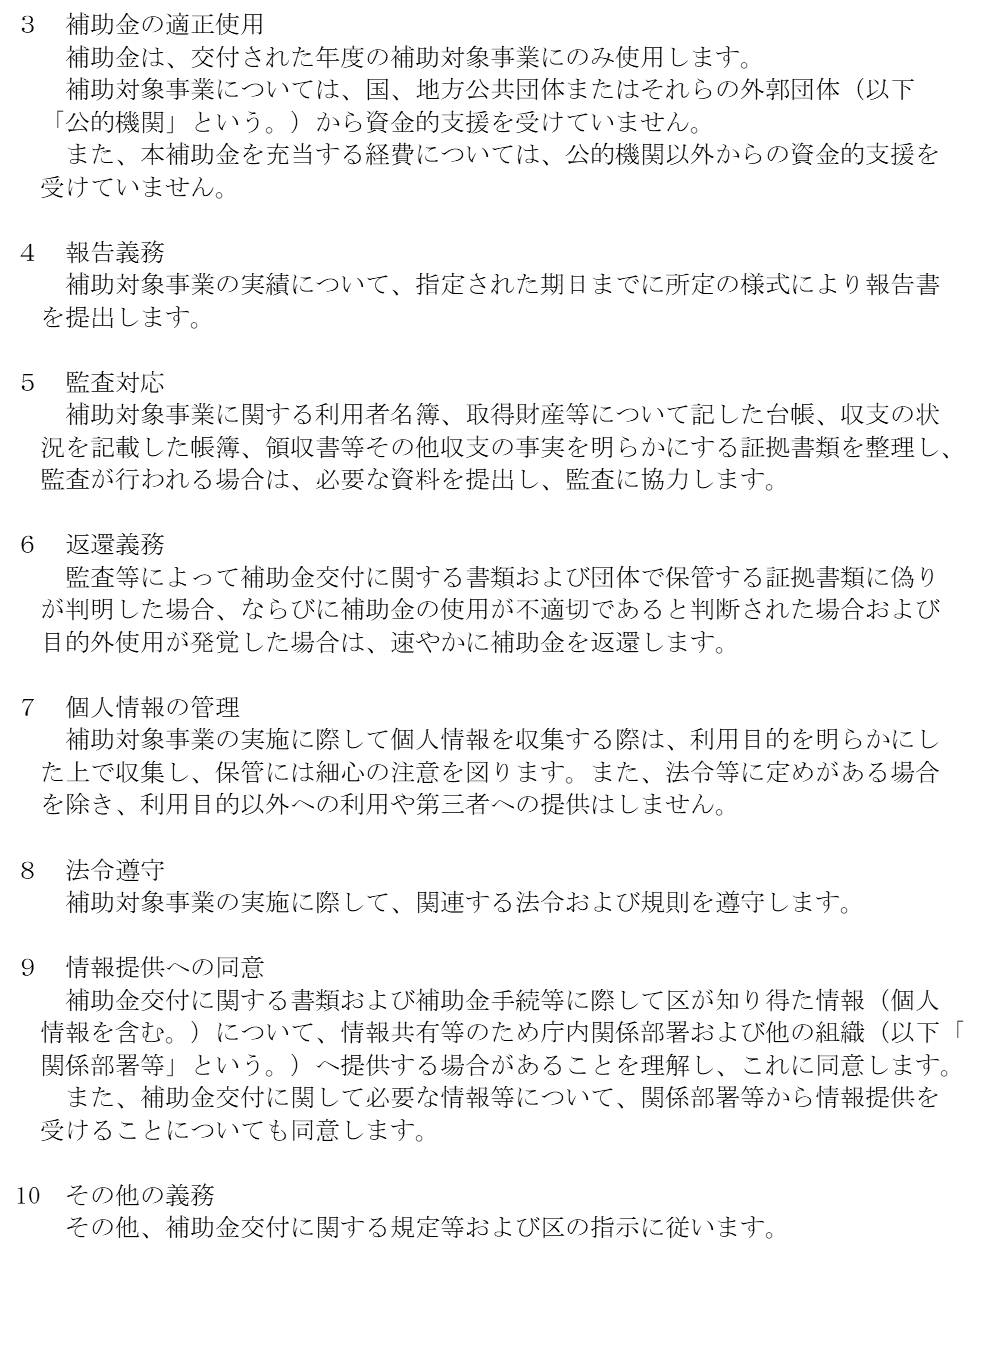 ３　補助金の適正使用
　　補助金は、交付された年度の補助対象事業にのみ使用します。
　　補助対象事業については、国、地方公共団体またはそれらの外郭団体（以下
　「公的機関」という。）から資金的支援を受けていません。
　　また、本補助金を充当する経費については、公的機関以外からの資金的支援を
　受けていません。

４　報告義務
　　補助対象事業の実績について、指定された期日までに所定の様式により報告書
　を提出します。

５　監査対応
　　補助対象事業に関する利用者名簿、取得財産等について記した台帳、収支の状
　況を記載した帳簿、領収書等その他収支の事実を明らかにする証拠書類を整理し、
　監査が行われる場合は、必要な資料を提出し、監査に協力します。

６　返還義務
　　監査等によって補助金交付に関する書類および団体で保管する証拠書類に偽り
　が判明した場合、ならびに補助金の使用が不適切であると判断された場合および
　目的外使用が発覚した場合は、速やかに補助金を返還します。

７　個人情報の管理
　　補助対象事業の実施に際して個人情報を収集する際は、利用目的を明らかにし
　た上で収集し、保管には細心の注意を図ります。また、法令等に定めがある場合
　を除き、利用目的以外への利用や第三者への提供はしません。

８　法令遵守
　　補助対象事業の実施に際して、関連する法令および規則を遵守します。

９　情報提供への同意
　　補助金交付に関する書類および補助金手続等に際して区が知り得た情報（個人
　情報を含む。）について、情報共有等のため庁内関係部署および他の組織（以下「
　関係部署等」という。）へ提供する場合があることを理解し、これに同意します。
　　また、補助金交付に関して必要な情報等について、関係部署等から情報提供を
　受けることについても同意します。

10　その他の義務
　　その他、補助金交付に関する規定等および区の指示に従います。